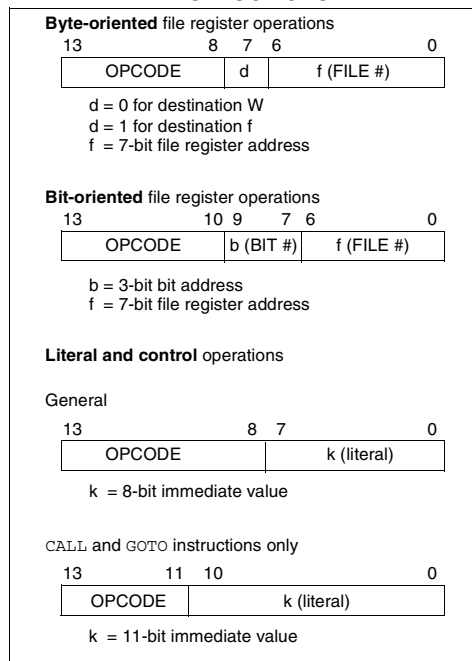 Byte-oriented file register operations
13 8 7 6 0
OPCODE d f (FILE #)
d = 0 for destination W
d = 1 for destination f
f = 7-bit file register address
Bit-oriented file register operations
13 10 9 7 6 0
OPCODE b (BIT #) f (FILE #)
b = 3-bit bit address
f = 7-bit file register address
Literal and control operations
General
13 8 7 0
OPCODE k (literal)
k = 8-bit immediate value
CALL and GOTO instructions only
13 11 10 0
OPCODE k (literal)
k = 11-bit immediate value